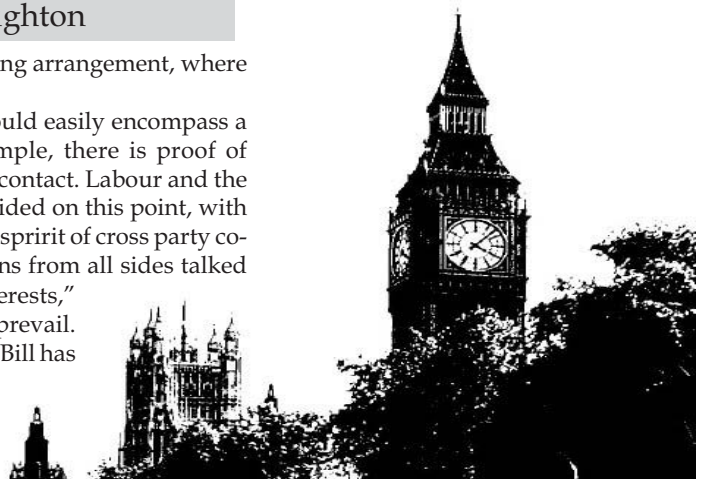 ghton
ng arrangement, where
uld easily encompass a
mple, there is proof of
contact. Labour and the
ided on this point, with
spririt of cross party co-
ns from all sides talked
erests,”
prevail.
Bill has